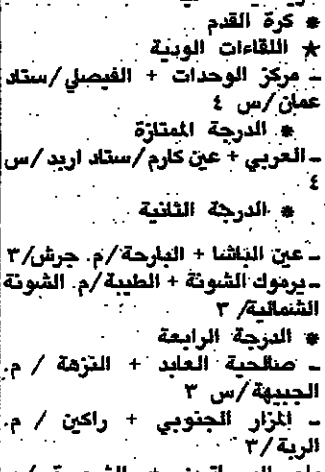 * كرة القدم
★ اللقاءات الودية
ـ مركز الوحدات + الفيصلي/ستاد
عمان/س ٤
* الدرجة الممتازة
ـ العربي + عين كارم/ستاد اربد/س
٤
* الدرجة الثانية
ـ عين الباشا + البارحة/م. جرش/٣
ـ يرموك الشونة + الطيبة/م. الشونة
الشمالية/ ٣
* الدرجة الرابعة
ـ صالحية العابد + النزهة / م.
الجبيهة/س ٣
ـ المزار الجنوبي + راكين / م.
الربة/٣